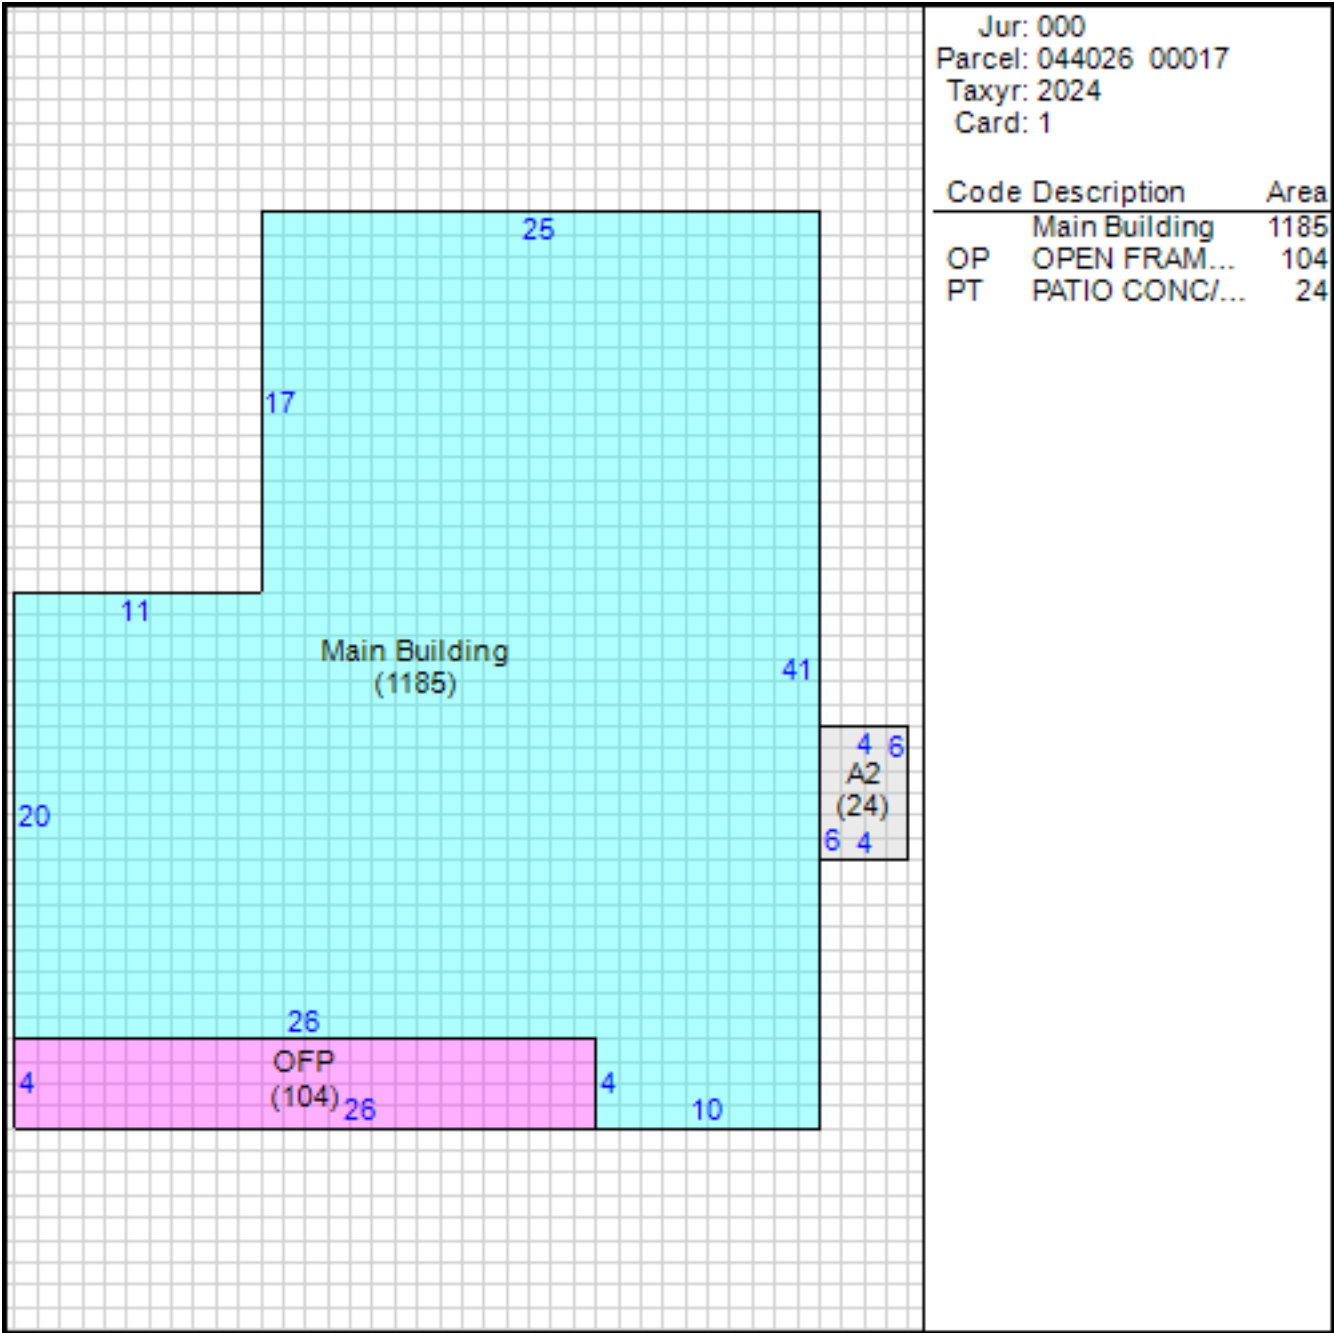 Jur: 000
Parcel: 044026 00017
Taxyr: 2024
Card: 1
Code Description Area
Main Building 1185
OP OPEN FRAM... 104
PT PATIO CONC/... 24
25
17
11
Main Building
(1185)
41
4 6
A2
(24)
6 4
20
26
OFP
(104)
4
26
4
10